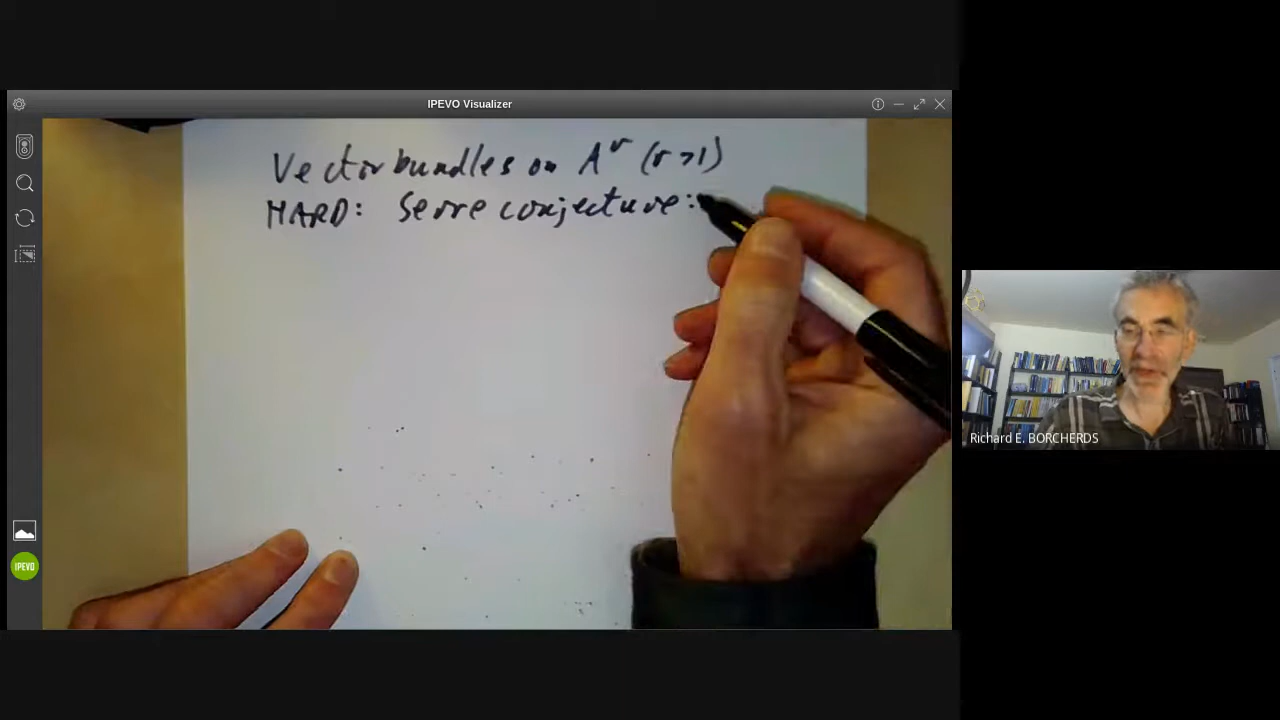 IPEVO Visualizer
Vector bundles on A^r (r>1)
HARD: Serre conjecture:
IPEVO
Richard E. BORCHERDS